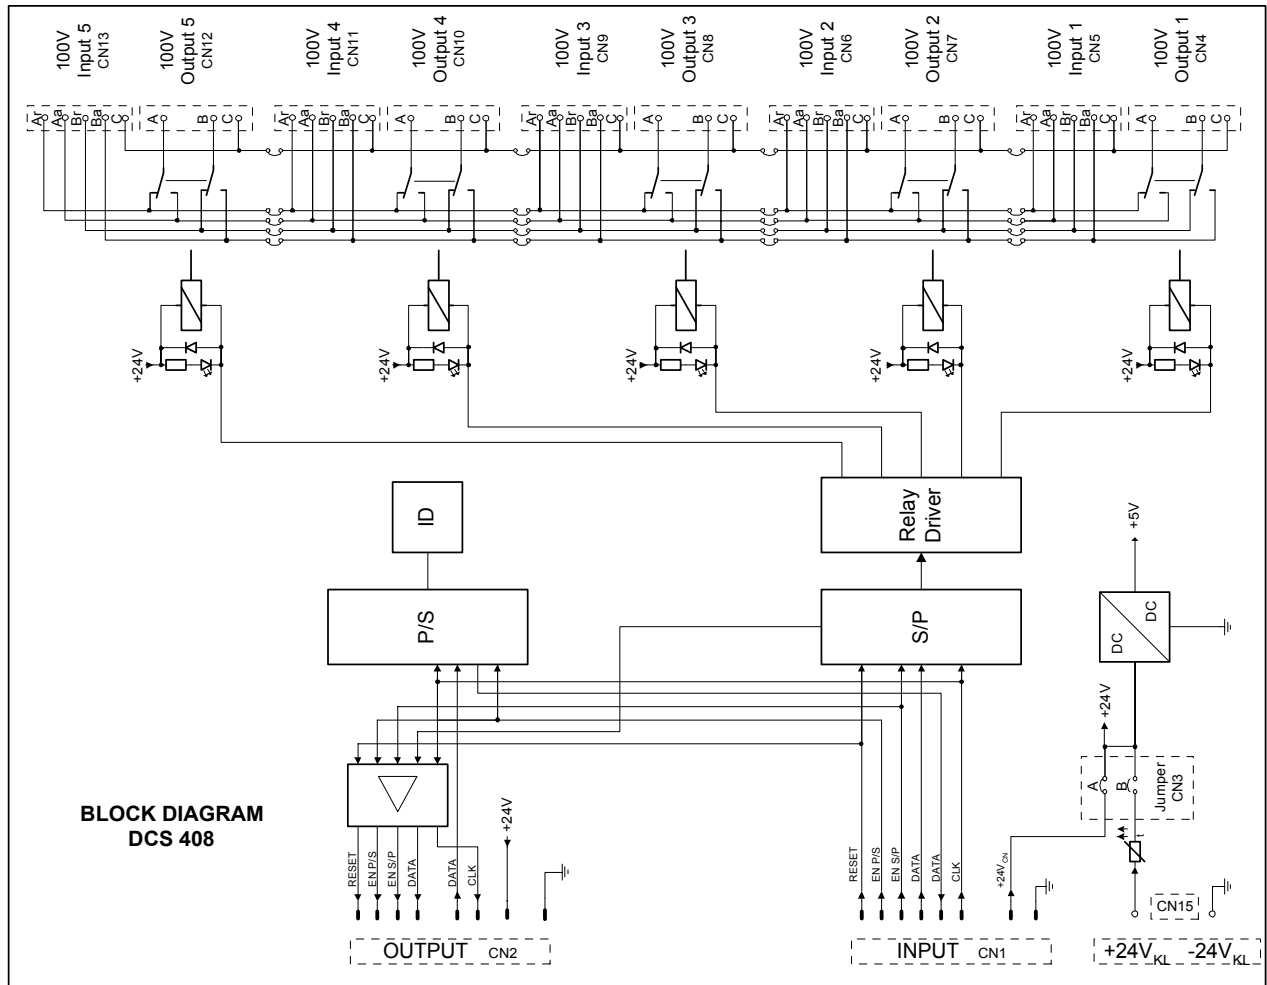 100V
Input 5
CN13
100V
Output 5
CN12
100V
Input 4
CN11
100V
Output 4
CN10
100V
Input 3
CN9
100V
Output 3
CN8
100V
Input 2
CN6
100V
Output 2
CN7
100V
Input 1
CN5
100V
Output 1
CN4
Ar Aa Br Ba C
A B C
Ar Aa Br Ba C
A B C
Ar Aa Br Ba C
A B C
Ar Aa Br Ba C
A B C
Ar Aa Br Ba C
A B C
+24V
+24V
+24V
+24V
+24V
ID
Relay
Driver
+5V
P/S
S/P
DC
DC
+24V
A
B
Jumper
CN3
t
BLOCK DIAGRAM
DCS 408
RESET
EN P/S
EN S/P
DATA
DATA
CLK
+24V
RESET
EN P/S
EN S/P
DATA
DATA
CLK
+24VCN
CN15
OUTPUT CN2
INPUT CN1
+24VKL -24VKL